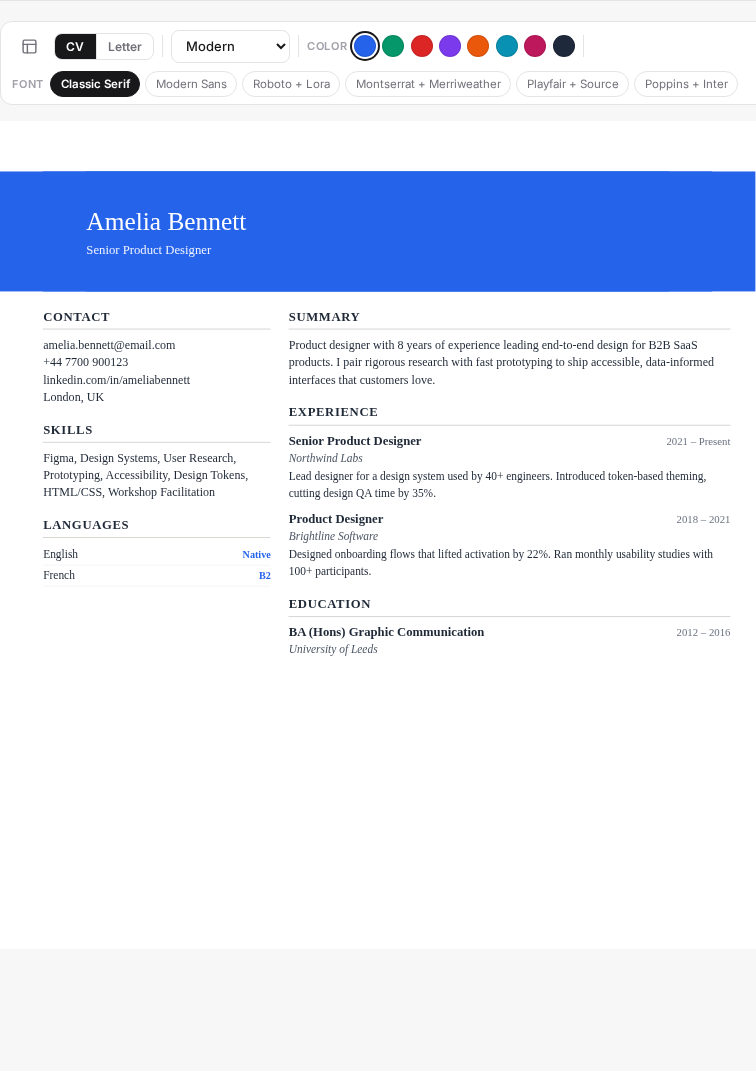 CV
Letter
Modern
COLOR
FONT
Classic Serif
Modern Sans
Roboto + Lora
Montserrat + Merriweather
Playfair + Source
Poppins + Inter
Amelia Bennett
Senior Product Designer
CONTACT
amelia.bennett@email.com
+44 7700 900123
linkedin.com/in/ameliabennett
London, UK
SKILLS
Figma, Design Systems, User Research,
Prototyping, Accessibility, Design Tokens,
HTML/CSS, Workshop Facilitation
LANGUAGES
English Native
French B2
SUMMARY
Product designer with 8 years of experience leading end-to-end design for B2B SaaS
products. I pair rigorous research with fast prototyping to ship accessible, data-informed
interfaces that customers love.
EXPERIENCE
Senior Product Designer 2021 – Present
Northwind Labs
Lead designer for a design system used by 40+ engineers. Introduced token-based theming,
cutting design QA time by 35%.
Product Designer 2018 – 2021
Brightline Software
Designed onboarding flows that lifted activation by 22%. Ran monthly usability studies with
100+ participants.
EDUCATION
BA (Hons) Graphic Communication 2012 – 2016
University of Leeds